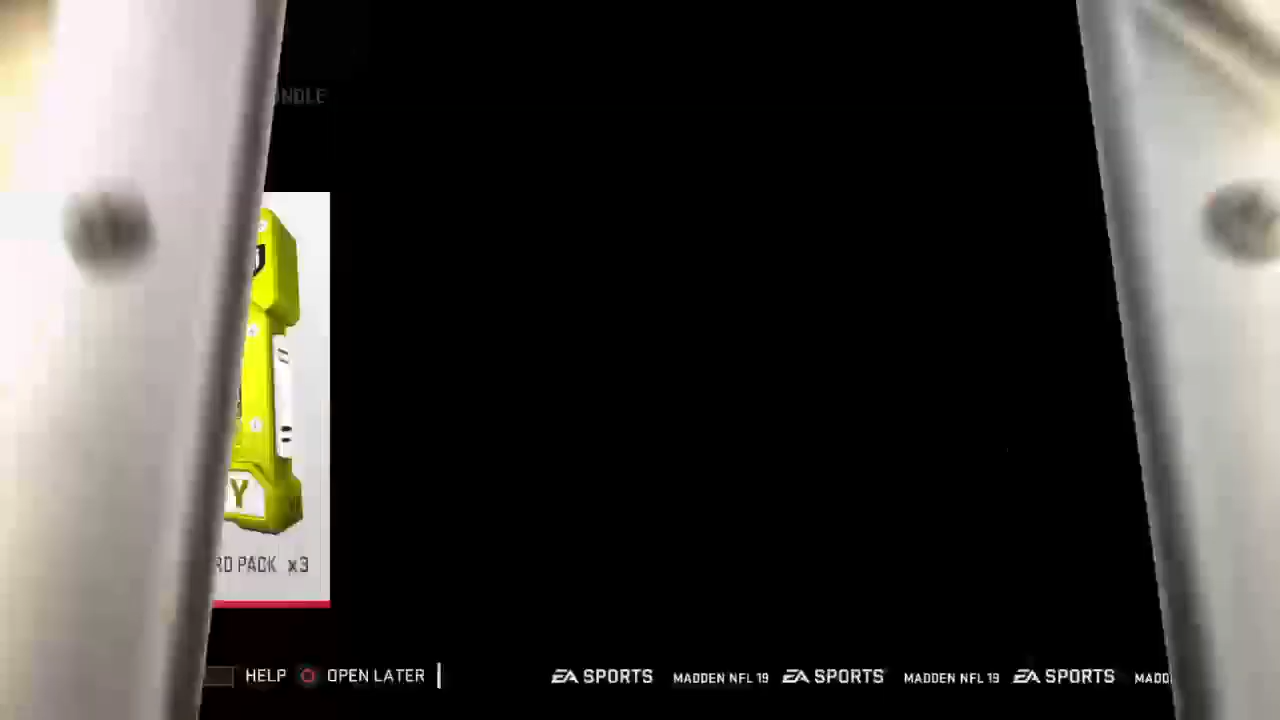 NDLE
Y
RD PACK x3
HELP OPEN LATER
EA SPORTS MADDEN NFL 19 EA SPORTS MADDEN NFL 19 EA SPORTS MADD